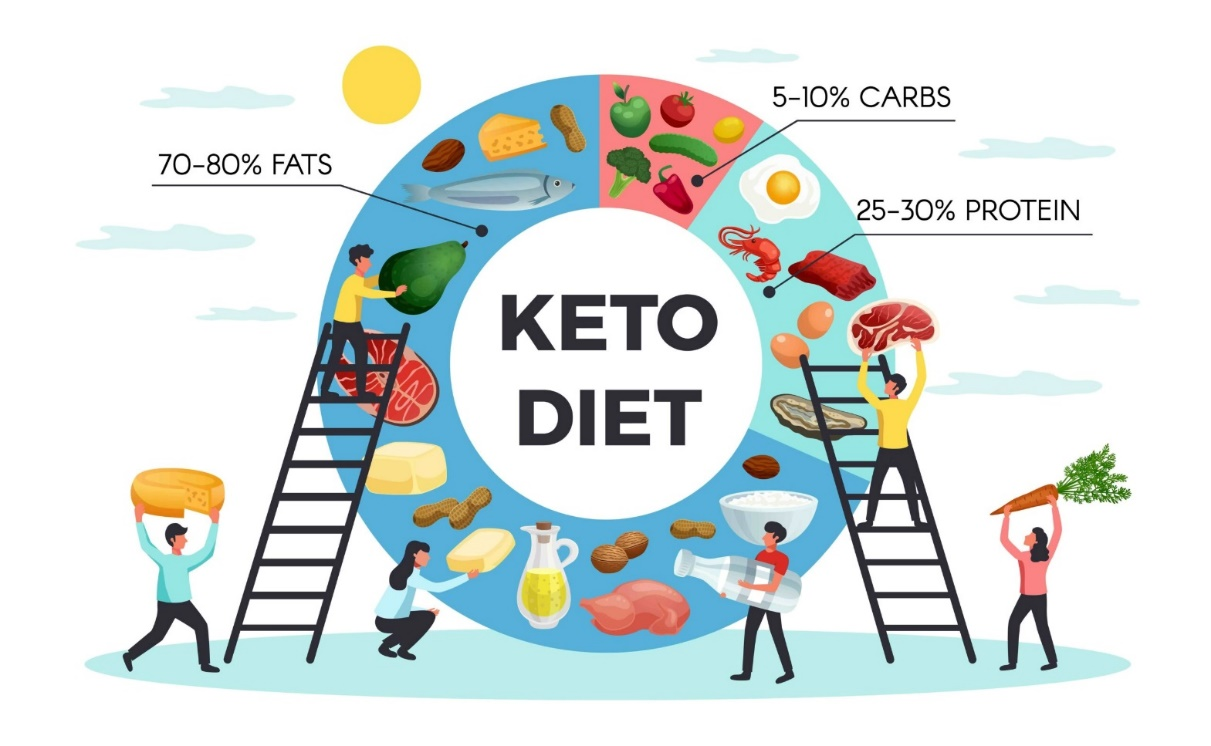 5-10% CARBS
70-80% FATS
25-30% PROTEIN
KETO
DIET